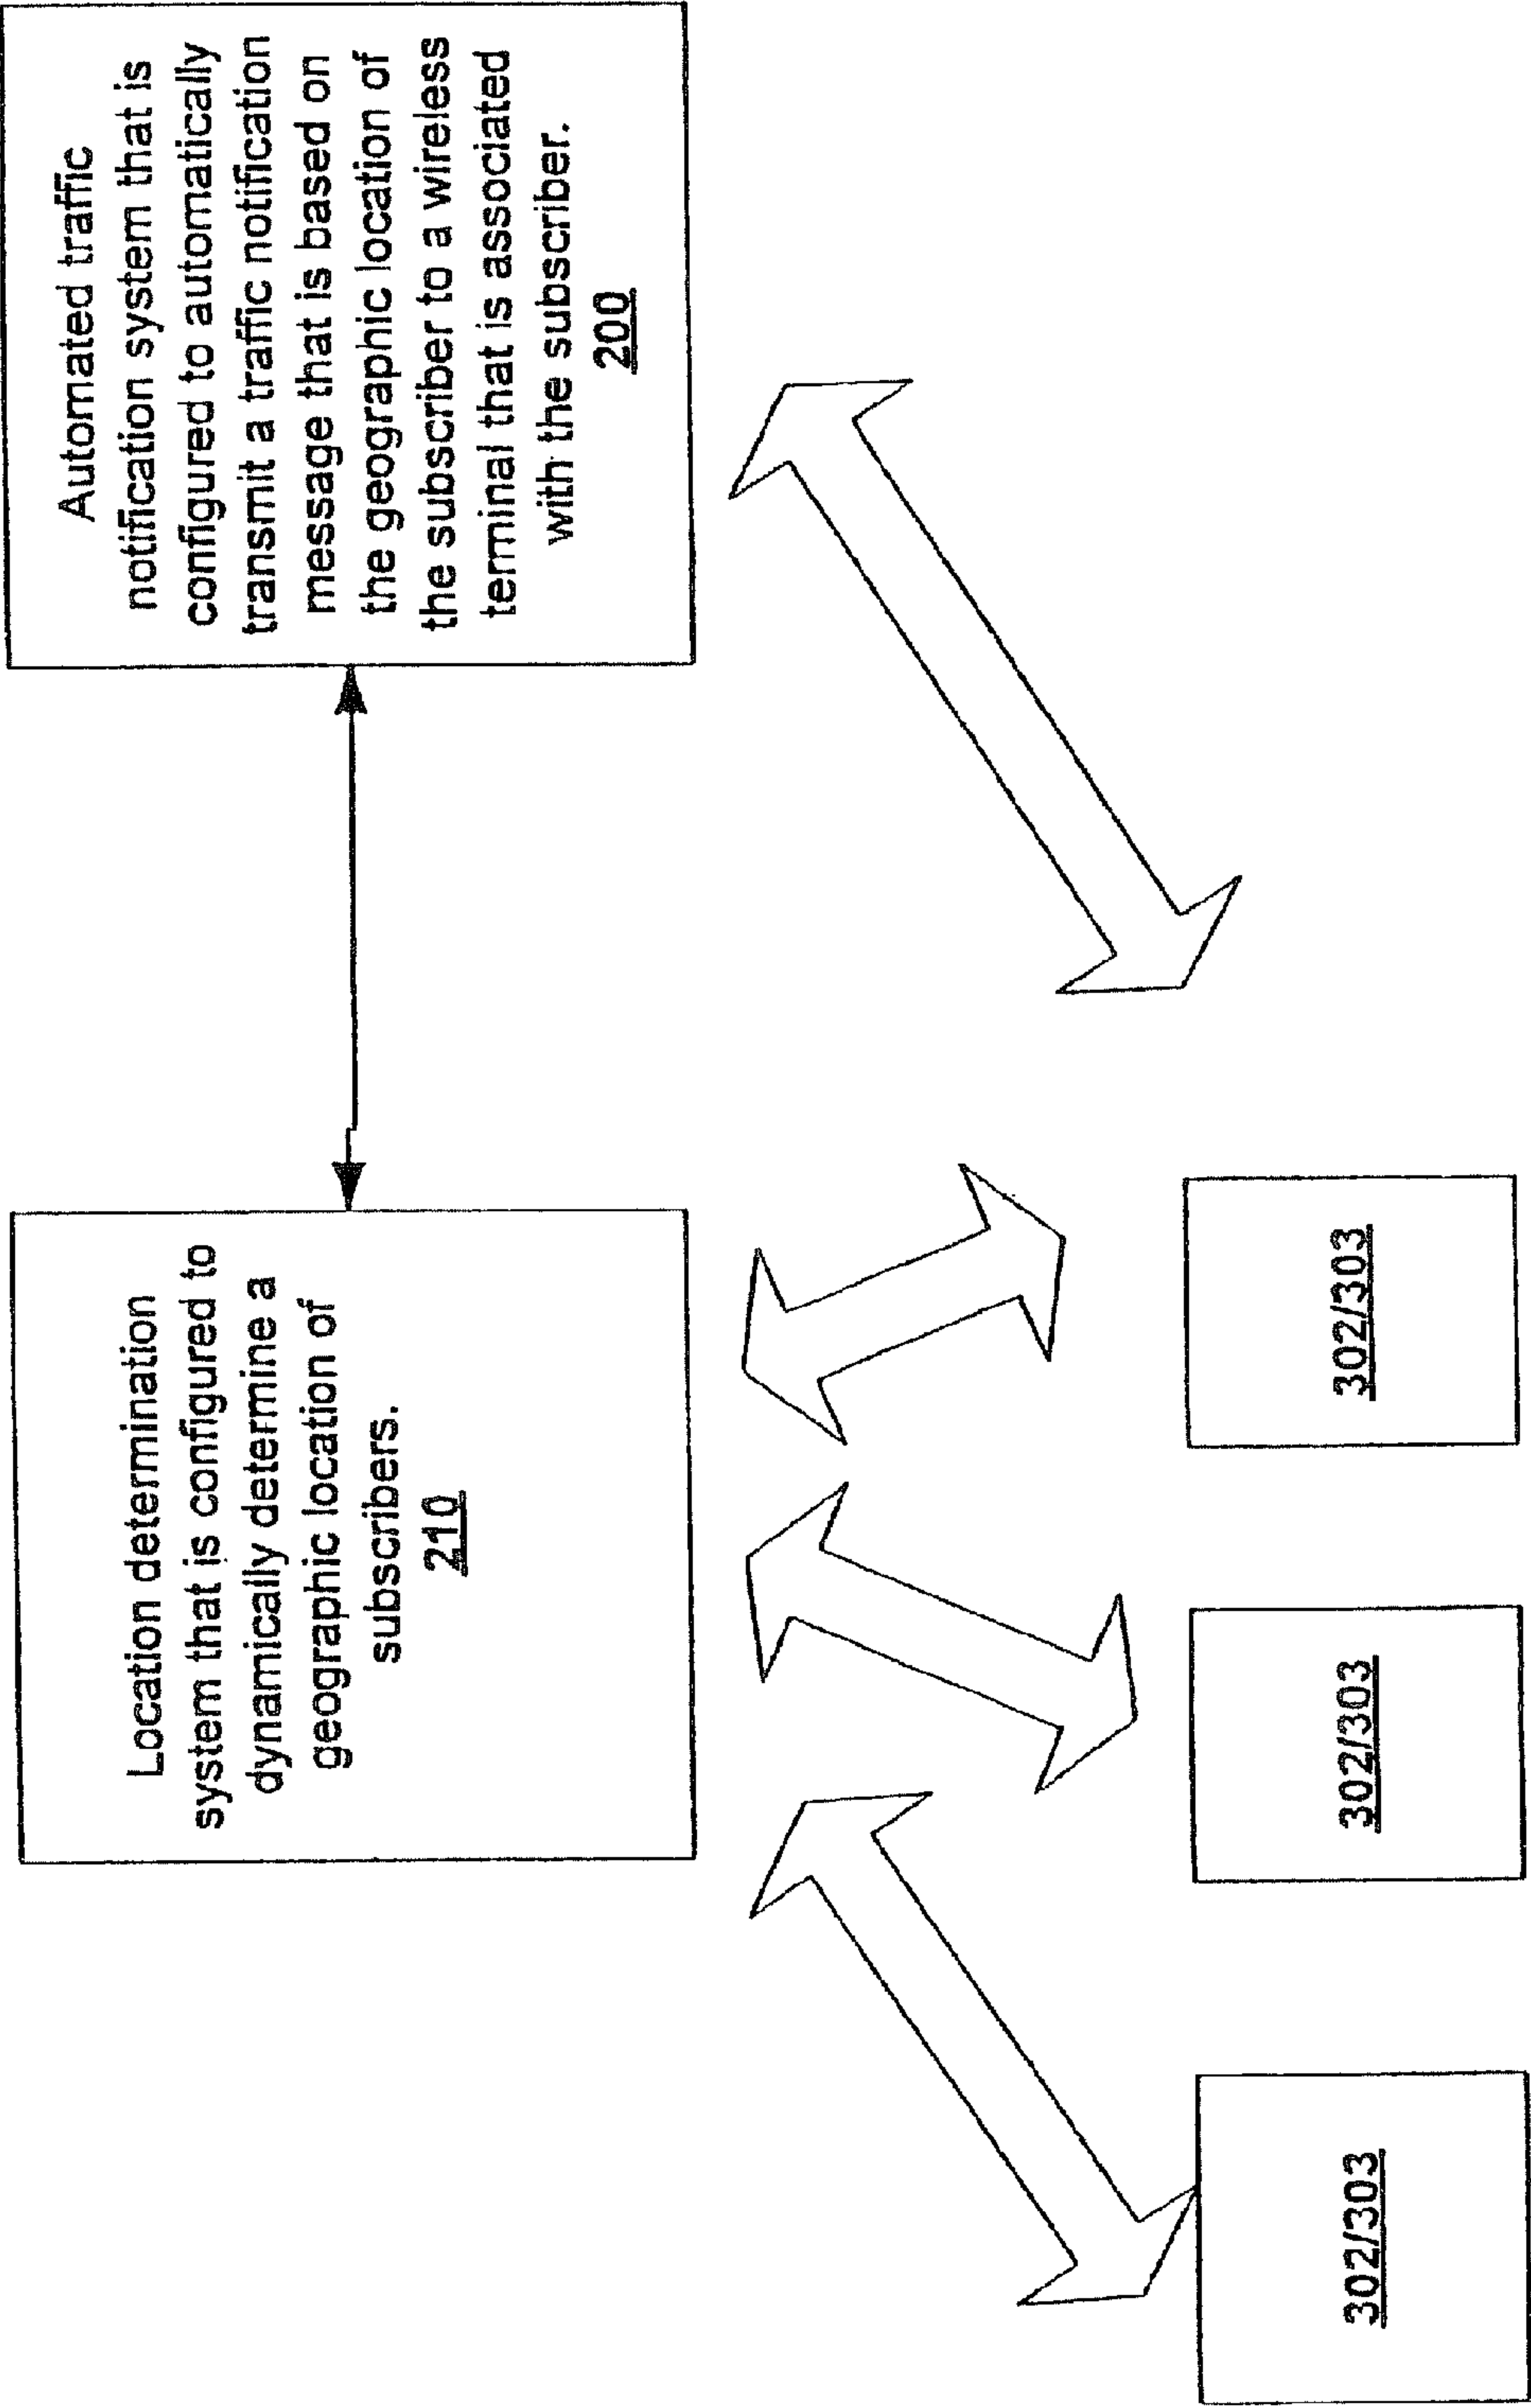 Location determination
system that is configured to
dynamically determine a
geographic location of
subscribers.
210
Automated traffic
notification system that is
configured to automatically
transmit a traffic notification
message that is based on
the geographic location of
the subscriber to a wireless
terminal that is associated
with the subscriber.
200
302/303
302/303
302/303